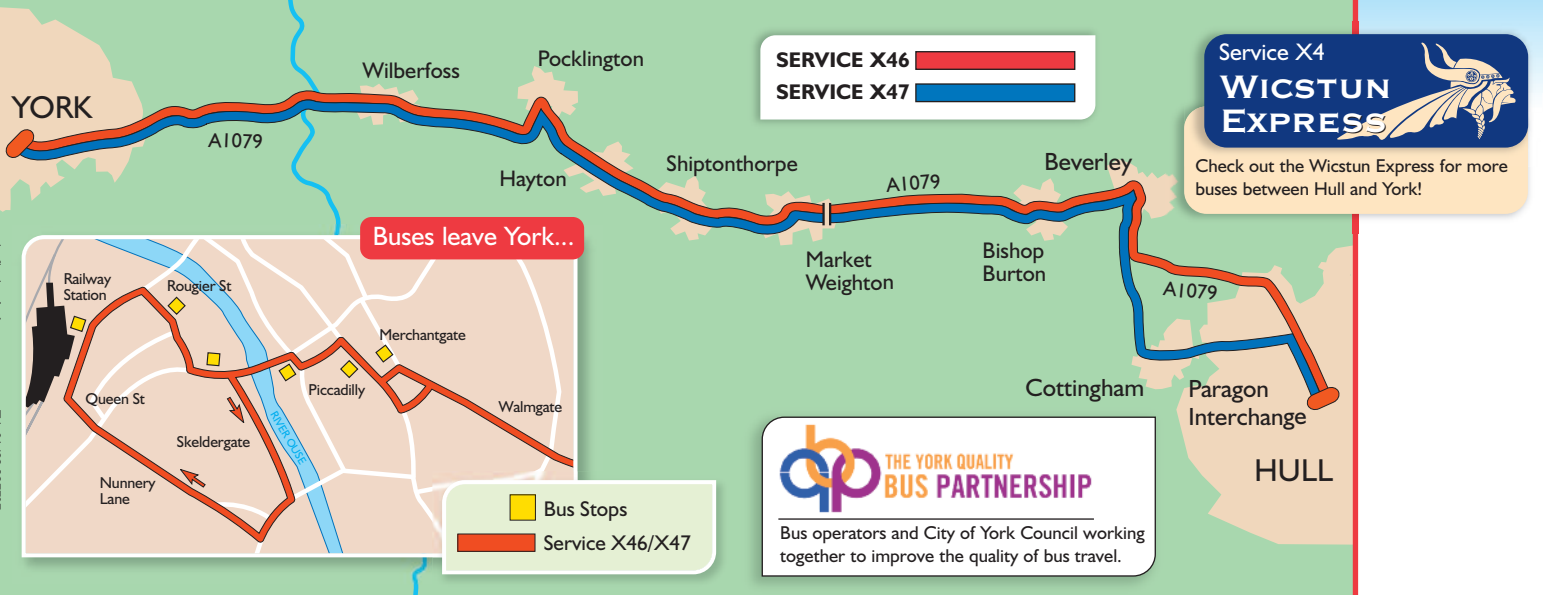 YORK
A1079
Wilberfoss
Pocklington
Hayton
Shiptonthorpe
Market
Weighton
A1079
Bishop
Burton
Beverley
A1079
Cottingham
Paragon
Interchange
HULL
SERVICE X46
SERVICE X47
Service X4
WICSTUN
EXPRESS
Check out the Wicstun Express for more
buses between Hull and York!
Buses leave York...
Railway
Station
Rougier St
Merchantgate
Piccadilly
Queen St
Walmgate
Skeldergate
RIVER OUSE
Nunnery
Lane
Bus Stops
Service X46/X47
THE YORK QUALITY
BUS PARTNERSHIP
Bus operators and City of York Council working
together to improve the quality of bus travel.